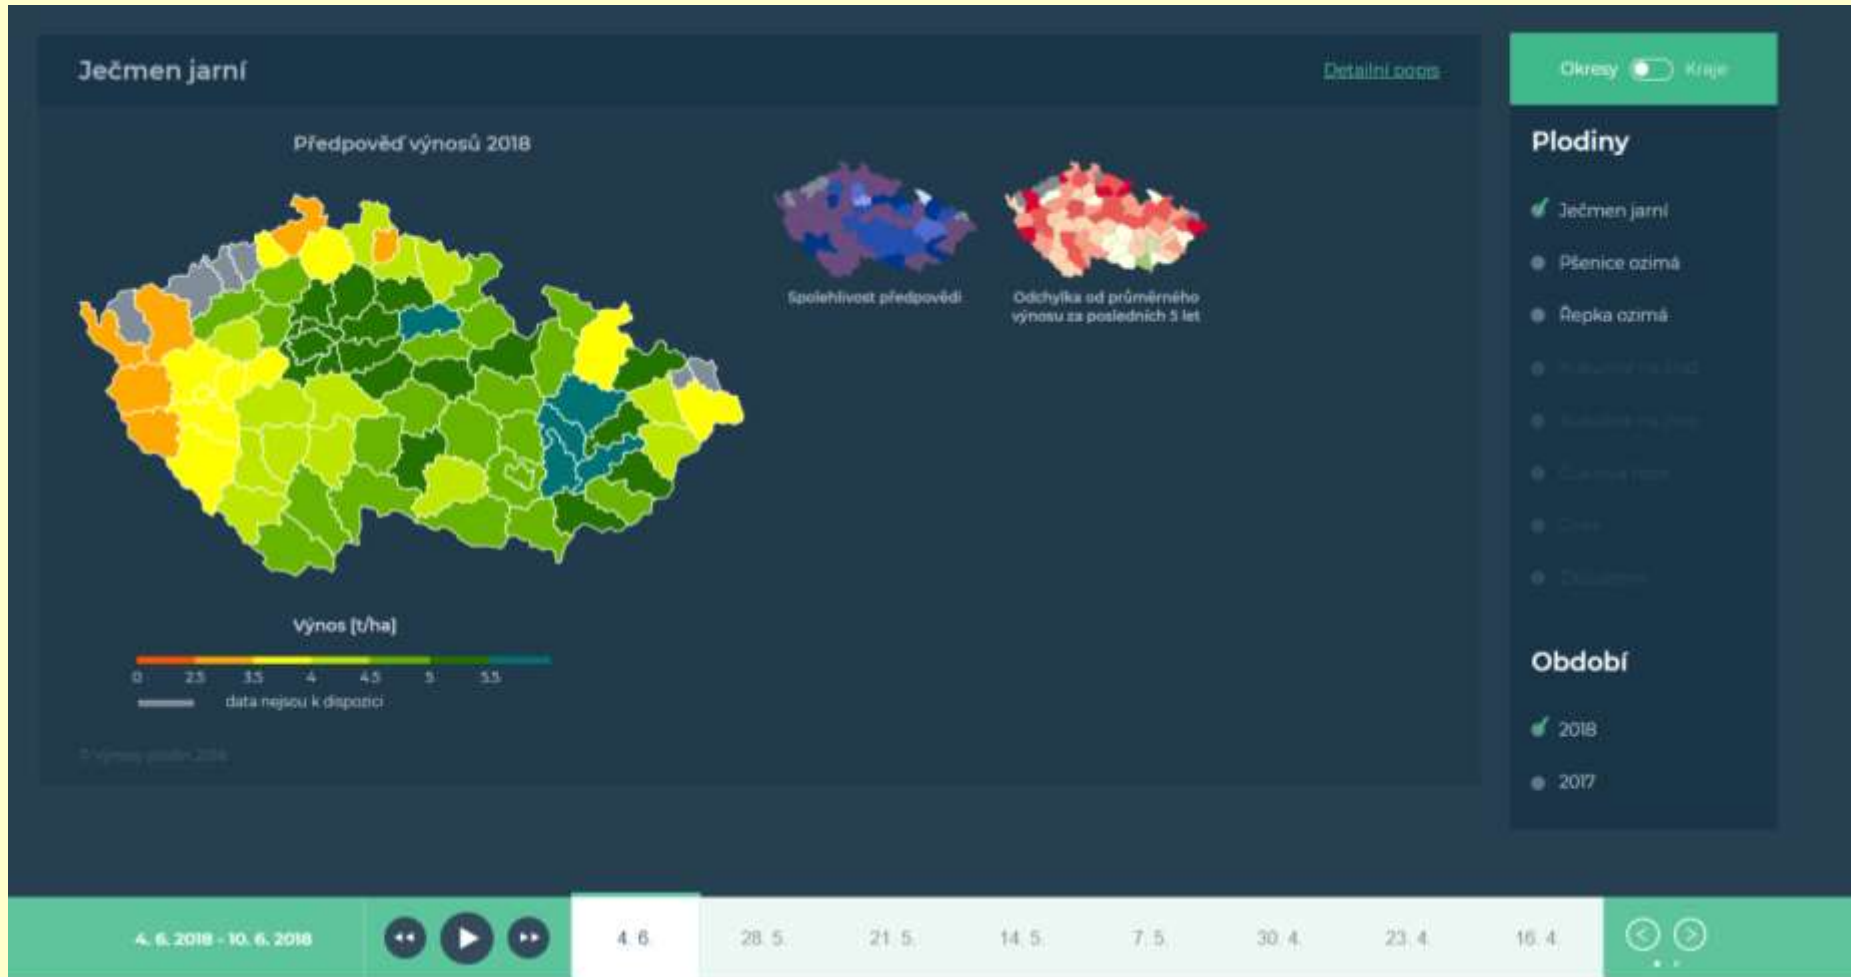 Ječmen jarní
Detailní popis
Okresy Kraje
Předpověď výnosů 2018
Spolehlivost předpovědi
Odchylka od průměrného
výnosu za posledních 5 let
Výnos [t/ha]
0 2.5 3.5 4 4.5 5 5.5
data nejsou k dispozici
Plodiny
Ječmen jarní
Pšenice ozimá
Řepka ozimá
Období
2018
2017
4. 6. 2018 - 10. 6. 2018
4. 6.
28. 5.
21. 5.
14. 5.
7. 5.
30. 4.
23. 4.
16. 4.